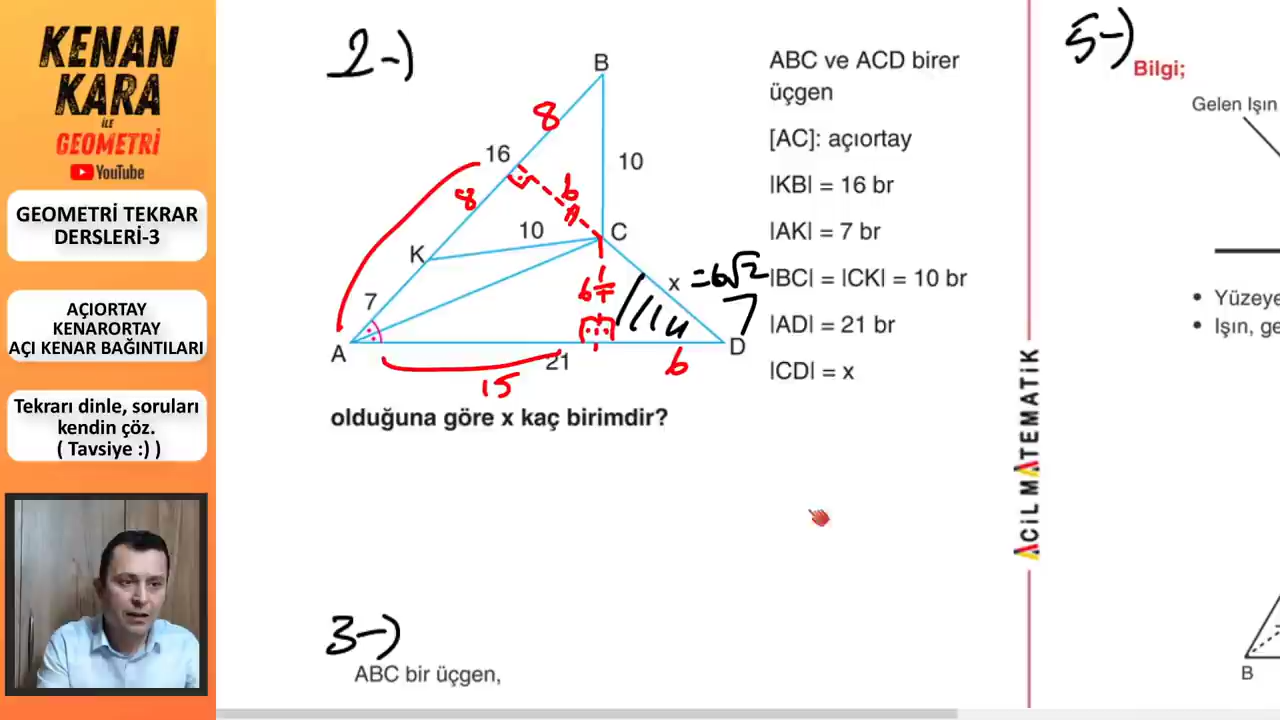 KENAN
KARA
İLE
GEOMETRİ
YouTube
GEOMETRİ TEKRAR
DERSLERİ-3
AÇIORTAY
KENARORTAY
AÇI KENAR BAĞINTILARI
Tekrarı dinle, soruları
kendin çöz.
( Tavsiye :) )
2-)
B
8
16
10
6
8
C
K
10
x
=6√2
6
7
A
21
D
15
6
ABC ve ACD birer
üçgen
[AC]: açıortay
|KB| = 16 br
|AK| = 7 br
|BC| = |CK| = 10 br
|AD| = 21 br
|CD| = x
olduğuna göre x kaç birimdir?
3-)
ABC bir üçgen,
ACİL MATEMATİK
5-)
Bilgi;
Gelen Işın
• Yüzeye
• Işın, ge
B